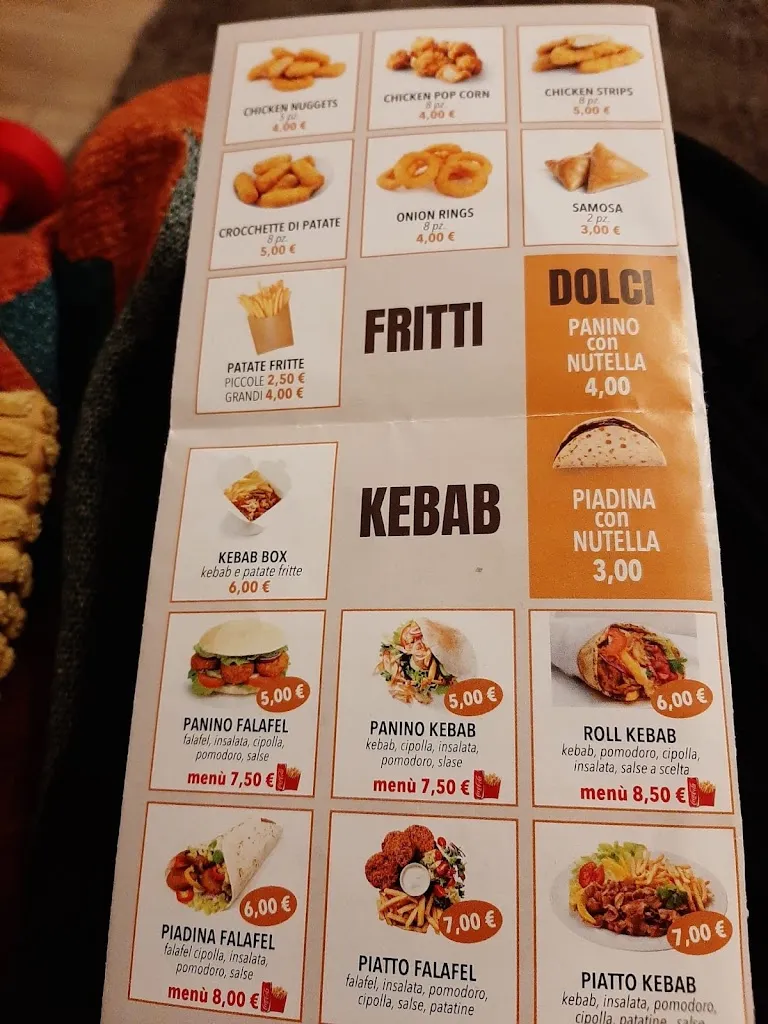 CHICKEN NUGGETS
5 pz.
4,00 €
CHICKEN POP CORN
8 pz.
4,00 €
CHICKEN STRIPS
8 pz.
5,00 €
CROCCHETTE DI PATATE
8 pz.
5,00 €
ONION RINGS
8 pz.
4,00 €
SAMOSA
2 pz.
3,00 €
PATATE FRITTE
PICCOLE 2,50 €
GRANDI 4,00 €
FRITTI
DOLCI
PANINO
con
NUTELLA
4,00
PIADINA
con
NUTELLA
3,00
KEBAB BOX
kebab e patate fritte
6,00 €
KEBAB
5,00 €
PANINO FALAFEL
falafel, insalata, cipolla,
pomodoro, salse
menù 7,50 €
5,00 €
PANINO KEBAB
kebab, cipolla, insalata,
pomodoro, slase
menù 7,50 €
6,00 €
ROLL KEBAB
kebab, pomodoro, cipolla,
insalata, salse a scelta
menù 8,50 €
6,00 €
PIADINA FALAFEL
falafel cipolla, insalata,
pomodoro, salse
menù 8,00 €
7,00 €
PIATTO FALAFEL
falafel, insalata, pomodoro,
cipolla, salse, patatine
7,00 €
PIATTO KEBAB
kebab, insalata, pomodoro,
cipolla, patatine, salse